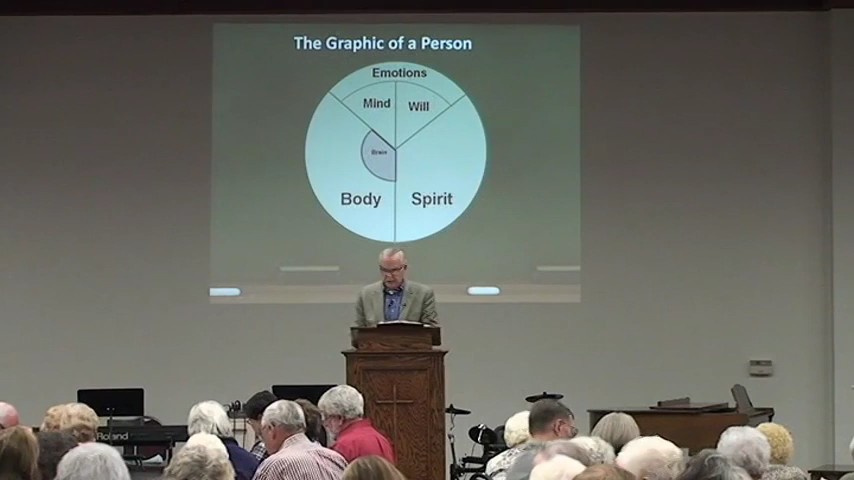 The Graphic of a Person
Emotions
Mind
Will
Brain
Body
Spirit
Roland